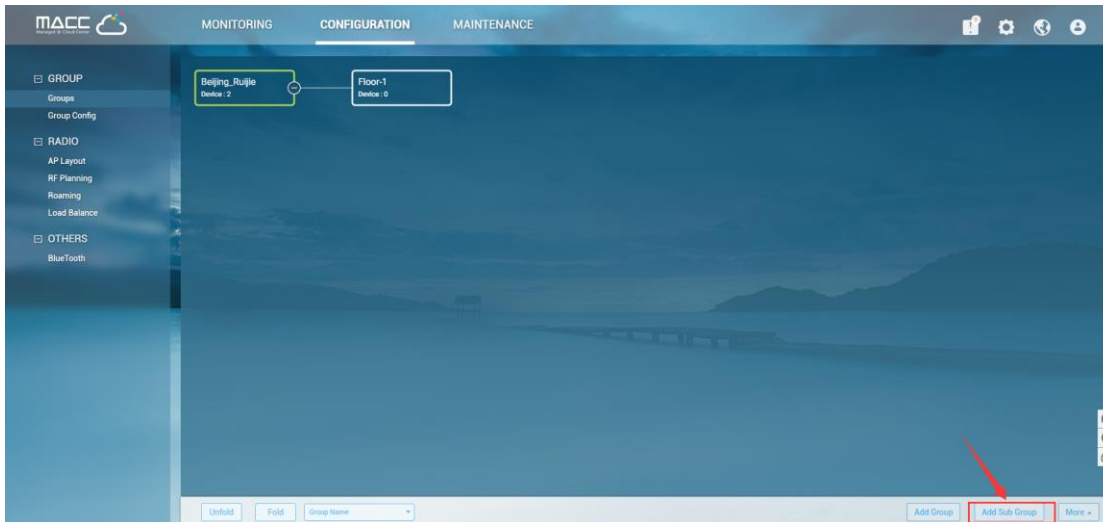 MACC
MONITORING
CONFIGURATION
MAINTENANCE
GROUP
Groups
Group Config
RADIO
AP Layout
RF Planning
Roaming
Load Balance
OTHERS
BlueTooth
Beijing_Ruijie
Device : 2
Floor-1
Device : 0
Unfold
Fold
Group Name
Add Group
Add Sub Group
More